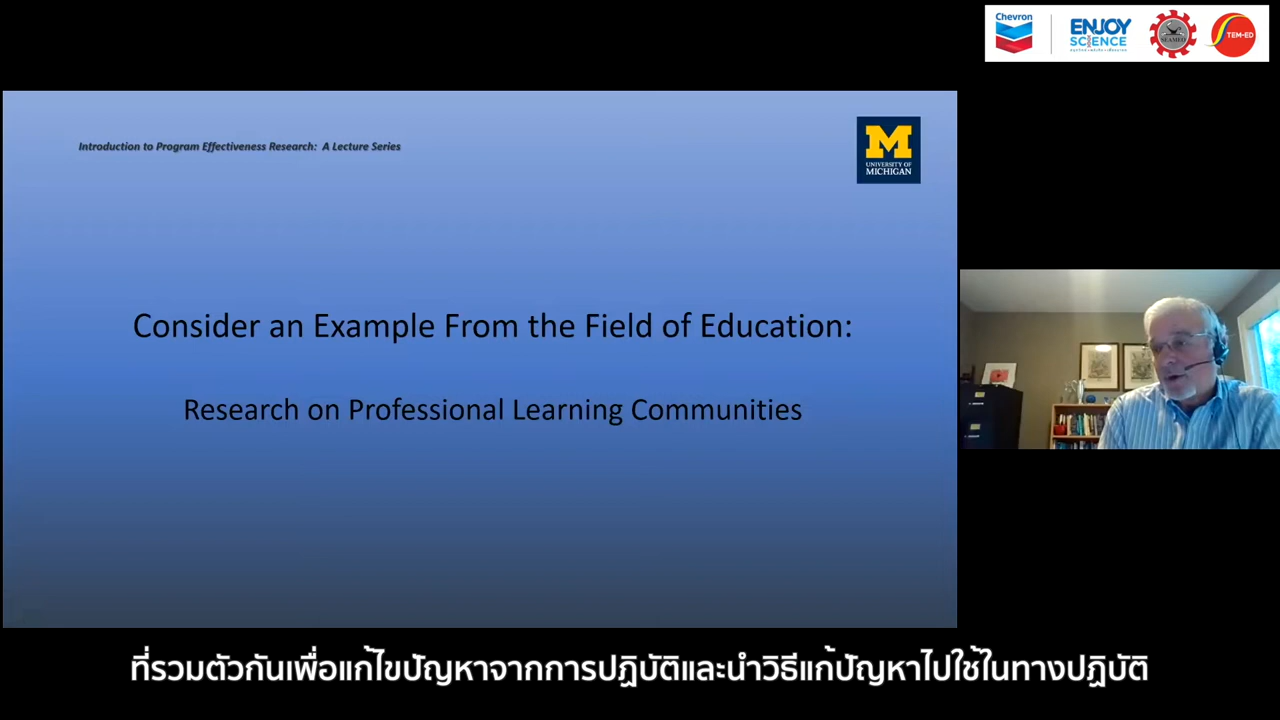 Chevron
ENJOY
SCIENCE
SEAMEO
STEM-ED
Introduction to Program Effectiveness Research: A Lecture Series
M
UNIVERSITY OF
MICHIGAN
Consider an Example From the Field of Education:
Research on Professional Learning Communities
ที่รวมตัวกันเพื่อแก้ไขปัญหาจากการปฏิบัติและนำวิธีแก้ปัญหาไปใช้ในทางปฏิบัติ